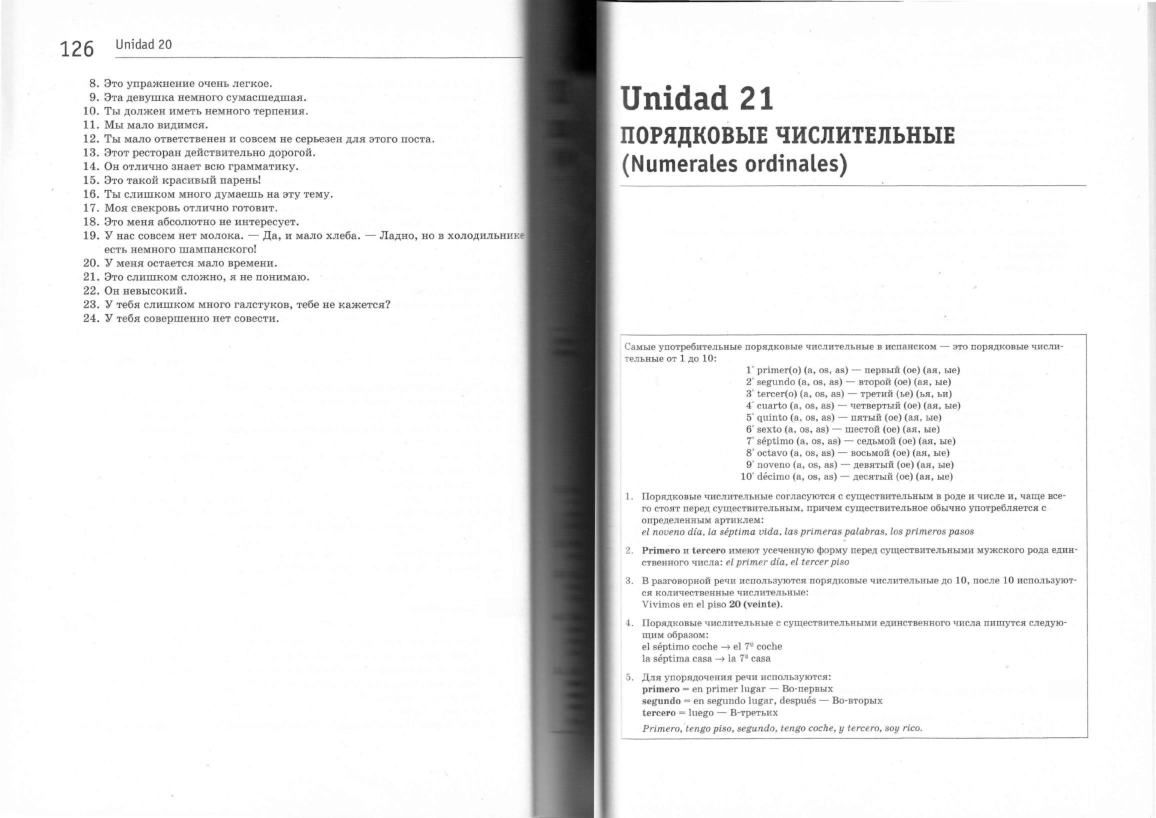 126 Unidad 20
8. Это упражнение очень легкое.
9. Эта девушка немного сумасшедшая.
10. Ты должен иметь немного терпения.
11. Мы мало видимся.
12. Ты мало ответственен и совсем не серьезен для этого поста.
13. Этот ресторан действительно дорогой.
14. Он отлично знает всю грамматику.
15. Это такой красивый парень!
16. Ты слишком много думаешь на эту тему.
17. Моя свекровь отлично готовит.
18. Это меня абсолютно не интересует.
19. У нас совсем нет молока. — Да, и мало хлеба. — Ладно, но в холодильнике
есть немного шампанского!
20. У меня остается мало времени.
21. Это слишком сложно, я не понимаю.
22. Он невысокий.
23. У тебя слишком много галстуков, тебе не кажется?
24. У тебя совершенно нет совести.
Unidad 21
ПОРЯДКОВЫЕ ЧИСЛИТЕЛЬНЫЕ
(Numerales ordinales)
Самые употребительные порядковые числительные в испанском — это порядковые числи-
тельные от 1 до 10:
1° primer(o) (a, os, as) — первый (ое) (ая, ые)
2° segundo (a, os, as) — второй (ое) (ая, ые)
3° tercer(o) (a, os, as) — третий (ье) (ья, ьи)
4° cuarto (a, os, as) — четвертый (ое) (ая, ые)
5° quinto (a, os, as) — пятый (ое) (ая, ые)
6° sexto (a, os, as) — шестой (ое) (ая, ые)
7° séptimo (a, os, as) — седьмой (ое) (ая, ые)
8° octavo (a, os, as) — восьмой (ое) (ая, ые)
9° noveno (a, os, as) — девятый (ое) (ая, ые)
10° décimo (a, os, as) — десятый (ое) (ая, ые)
1. Порядковые числительные согласуются с существительным в роде и числе и, чаще все-
го стоят перед существительным, причем существительное обычно употребляется с
определенным артиклем:
el noveno día, la séptima vida, las primeras palabras, los primeros pasos
2. Primero и tercero имеют усеченную форму перед существительными мужского рода един-
ственного числа: el primer día, el tercer piso
3. В разговорной речи используются порядковые числительные до 10, после 10 используют-
ся количественные числительные:
Vivimos en el piso 20 (veinte).
4. Порядковые числительные с существительными единственного числа пишутся следую-
щим образом:
el séptimo coche → el 7º coche
la séptima casa → la 7ª casa
5. Для упорядочения речи используются:
primero = en primer lugar — Во-первых
segundo = en segundo lugar, después — Во-вторых
tercero = luego — В-третьих
Primero, tengo piso, segundo, tengo coche, y tercero, soy rico.